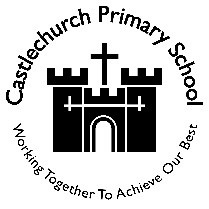 Castlechurch Primary School
Working Together To Achieve Our Best